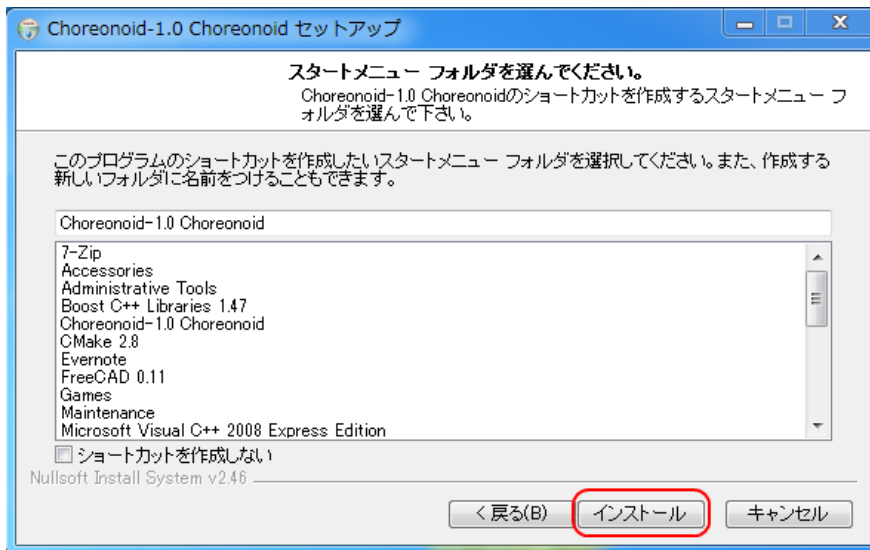 Choreonoid-1.0 Choreonoid セットアップ
スタートメニュー フォルダを選んでください。
Choreonoid-1.0 Choreonoidのショートカットを作成するスタートメニュー フ
ォルダを選んで下さい。
このプログラムのショートカットを作成したいスタートメニュー フォルダを選択してください。また、作成する
新しいフォルダに名前をつけることもできます。
Choreonoid-1.0 Choreonoid
7-Zip
Accessories
Administrative Tools
Boost C++ Libraries 1.47
Choreonoid-1.0 Choreonoid
CMake 2.8
Evernote
FreeCAD 0.11
Games
Maintenance
Microsoft Visual C++ 2008 Express Edition
ショートカットを作成しない
Nullsoft Install System v2.46
< 戻る(B) インストール キャンセル